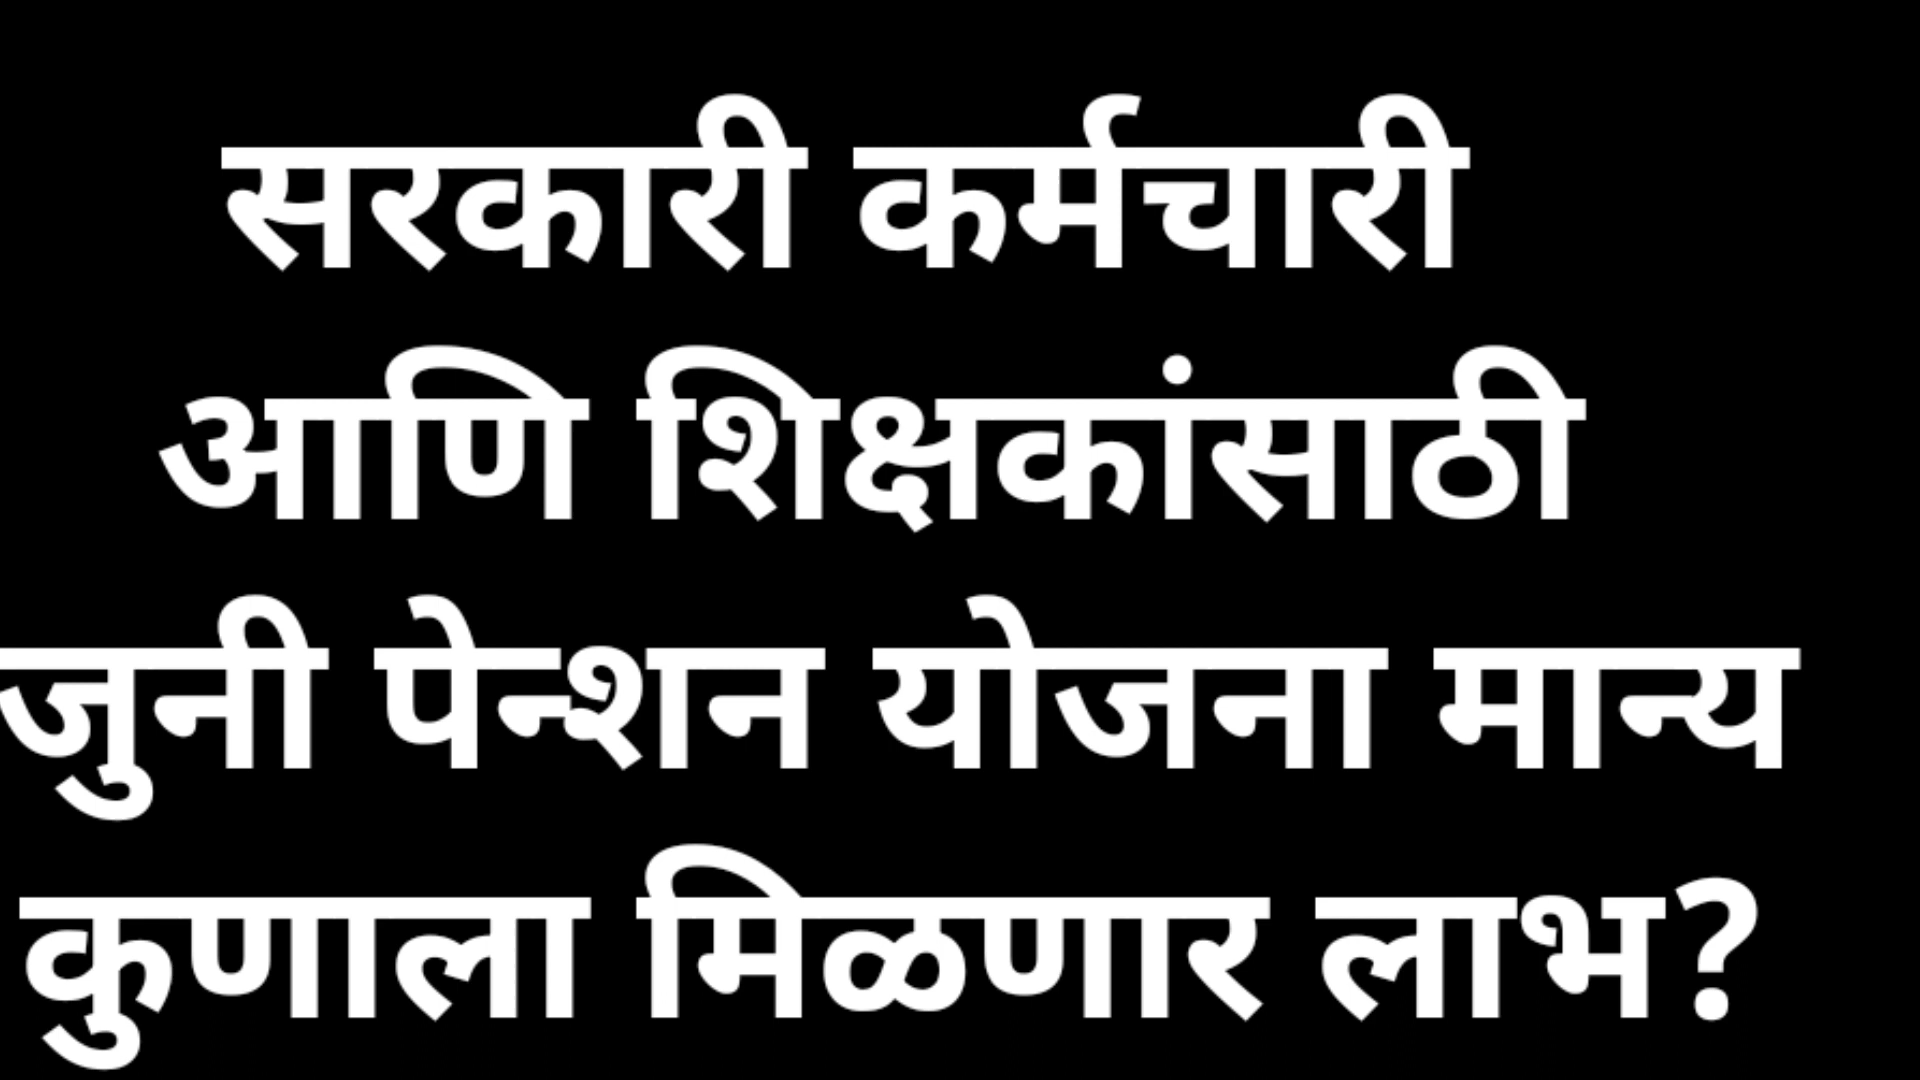 सरकारी कर्मचारी
आणि शिक्षकांसाठी
जुनी पेन्शन योजना मान्य
कुणाला मिळणार लाभ?